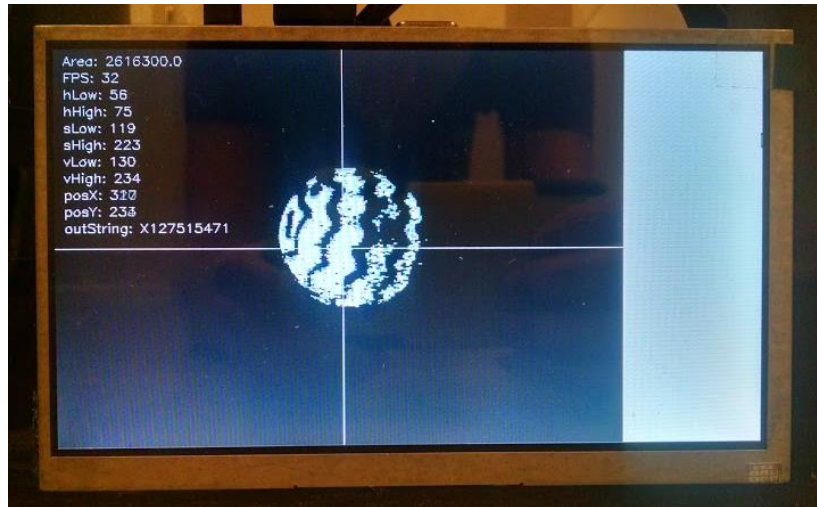 Area: 2616300.0
FPS: 32
hLow: 56
hHigh: 75
sLow: 119
sHigh: 223
vLow: 130
vHigh: 234
posX:
posY:
outString: X127515471